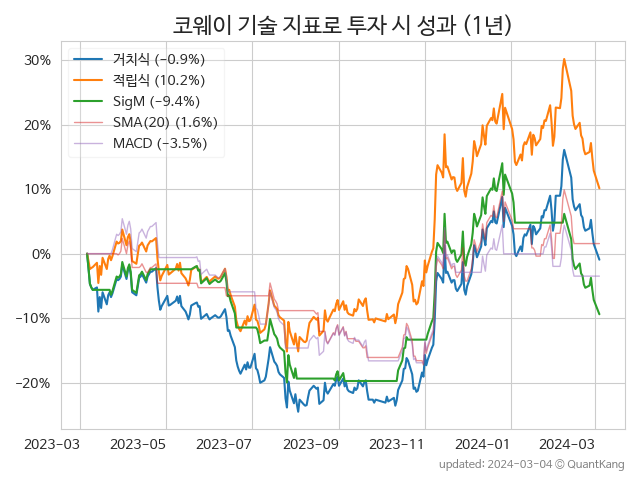 코웨이 기술 지표로 투자 시 성과 (1년)
30%
20%
10%
0%
−10%
−20%
거치식 (−0.9%)
적립식 (10.2%)
SigM (−9.4%)
SMA(20) (1.6%)
MACD (−3.5%)
2023-03
2023-05
2023-07
2023-09
2023-11
2024-01
2024-03
updated: 2024-03-04 © QuantKang